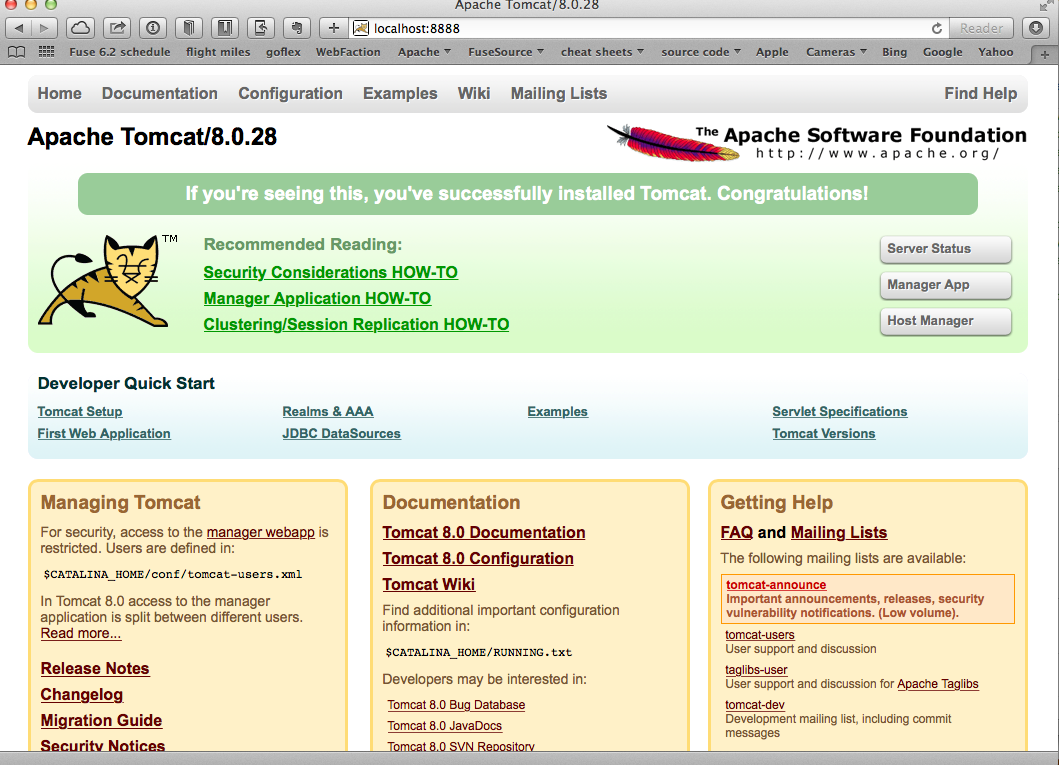 Apache Tomcat/8.0.28
localhost:8888
Reader
Fuse 6.2 schedule flight miles goflex WebFaction Apache FuseSource cheat sheets source code Apple Cameras Bing Google Yahoo
Home Documentation Configuration Examples Wiki Mailing Lists Find Help
Apache Tomcat/8.0.28
The Apache Software Foundation
http://www.apache.org/
If you're seeing this, you've successfully installed Tomcat. Congratulations!
TM
Recommended Reading:
Security Considerations HOW-TO
Manager Application HOW-TO
Clustering/Session Replication HOW-TO
Server Status
Manager App
Host Manager
Developer Quick Start
Tomcat Setup
First Web Application
Realms & AAA
JDBC DataSources
Examples
Servlet Specifications
Tomcat Versions
Managing Tomcat
For security, access to the manager webapp is
restricted. Users are defined in:
$CATALINA_HOME/conf/tomcat-users.xml
In Tomcat 8.0 access to the manager
application is split between different users.
Read more...
Release Notes
Changelog
Migration Guide
Security Notices
Documentation
Tomcat 8.0 Documentation
Tomcat 8.0 Configuration
Tomcat Wiki
Find additional important configuration
information in:
$CATALINA_HOME/RUNNING.txt
Developers may be interested in:
Tomcat 8.0 Bug Database
Tomcat 8.0 JavaDocs
Tomcat 8.0 SVN Repository
Getting Help
FAQ and Mailing Lists
The following mailing lists are available:
tomcat-announce
Important announcements, releases, security
vulnerability notifications. (Low volume).
tomcat-users
User support and discussion
taglibs-user
User support and discussion for Apache Taglibs
tomcat-dev
Development mailing list, including commit
messages